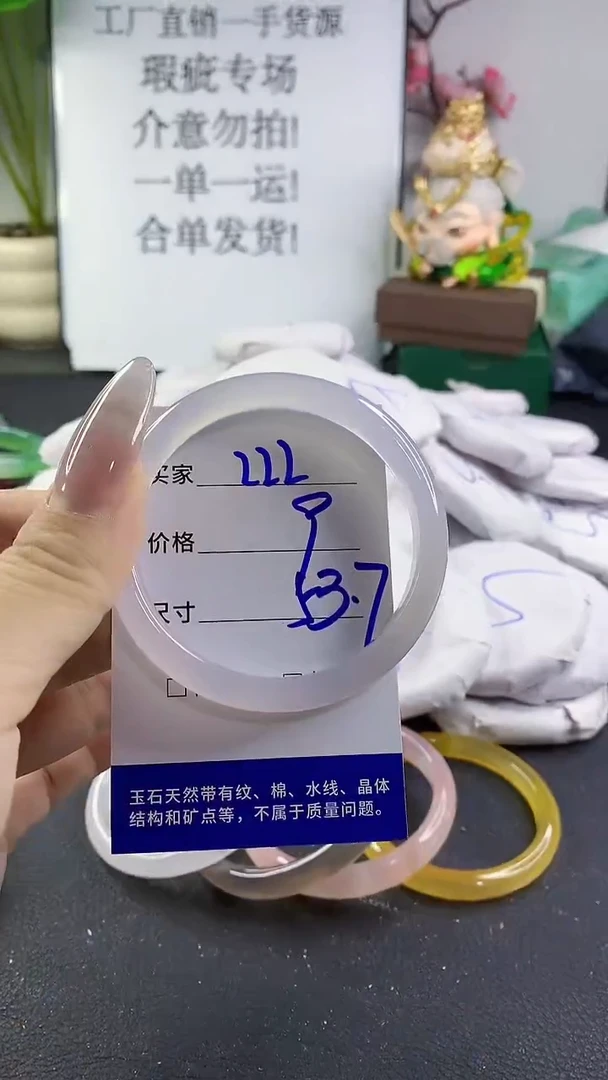 工厂直销一手货源
瑕疵专场
介意勿拍!
一单一运!
合单发货!
买家 222
价格
尺寸 53.7
玉石天然带有纹、棉、水线、晶体
结构和矿点等，不属于质量问题。